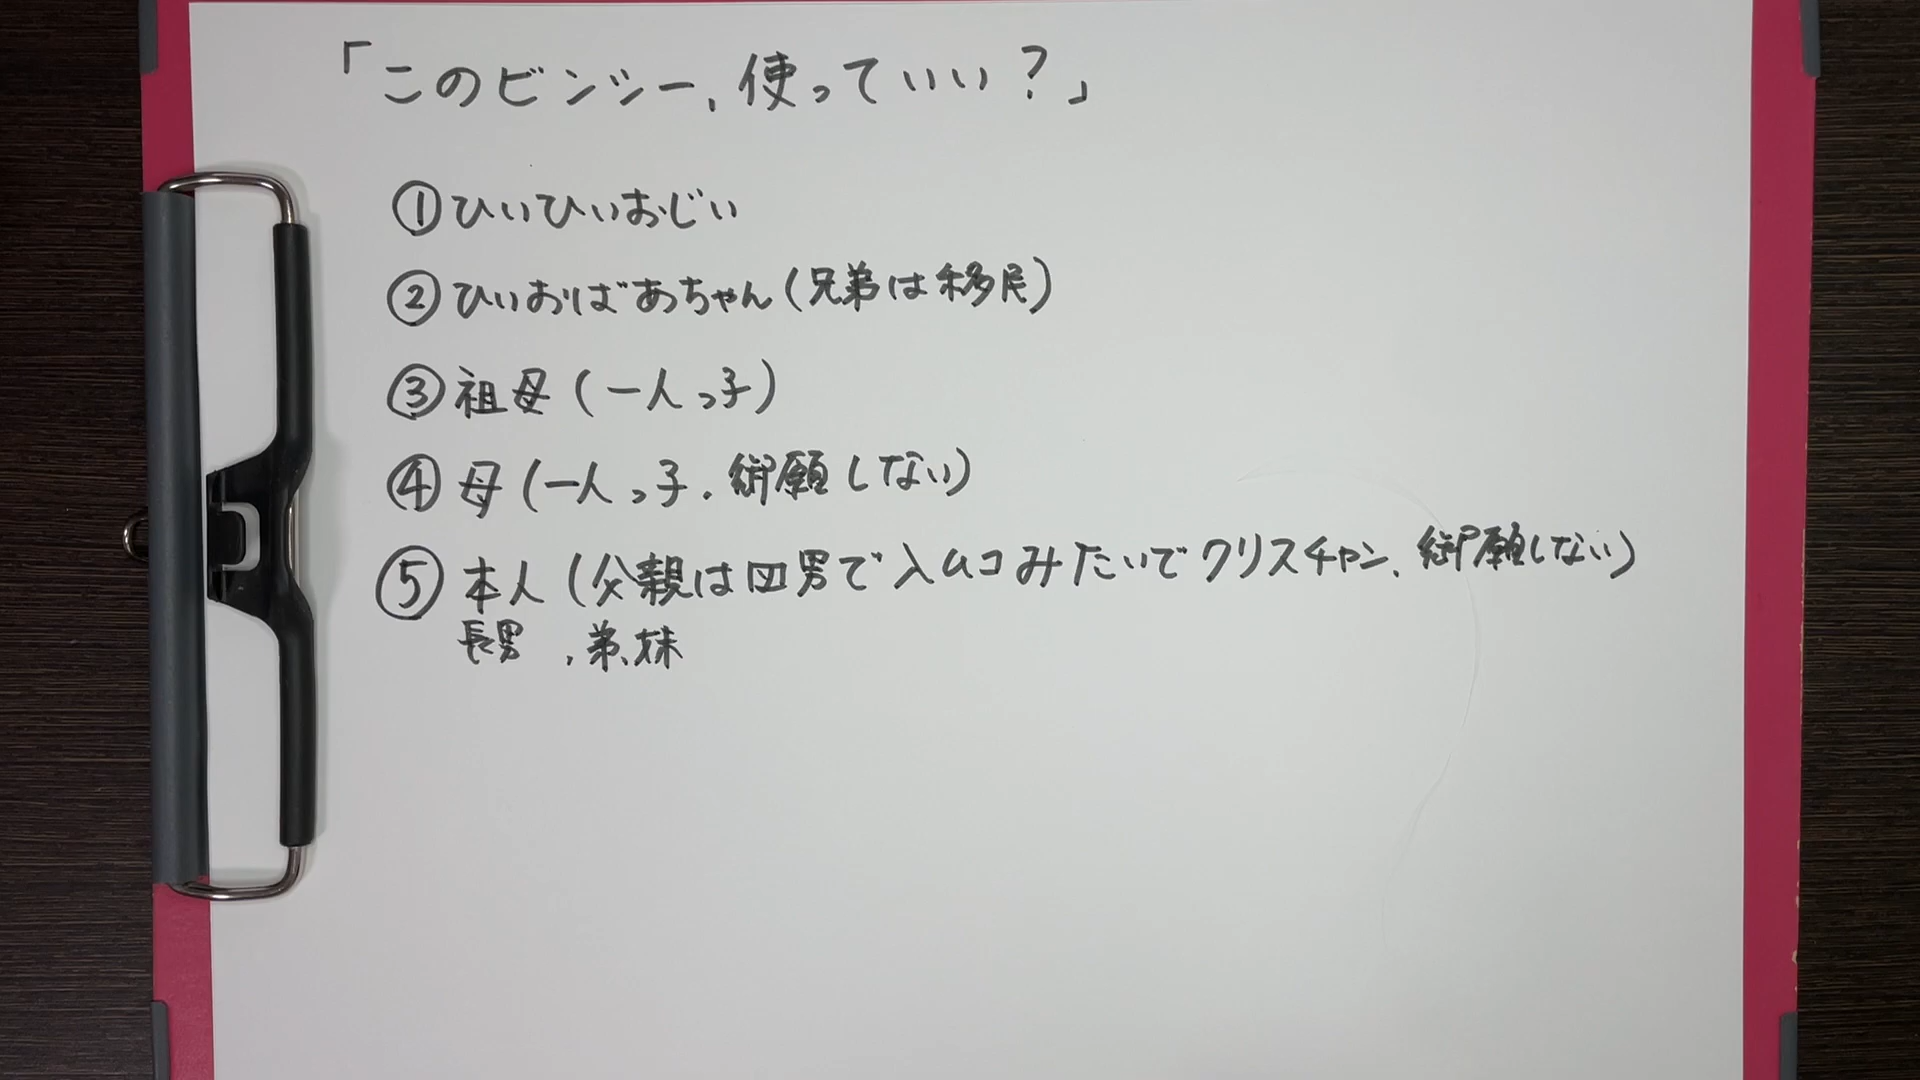 「このビンシー、使っていい？」
①ひいひいおじい
②ひいおばあちゃん(兄弟は移民)
③祖母(一人っ子)
④母(一人っ子、御願しない)
⑤本人(父親は四男で入ムコみたいでクリスチャン、御願しない)
長男、弟、妹